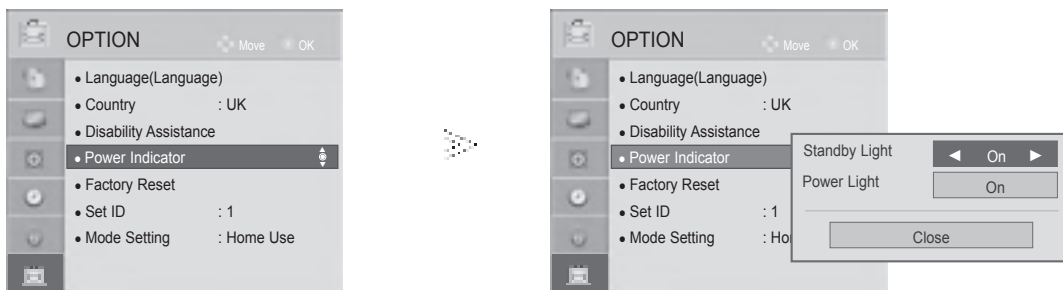 OPTION
Move OK
• Language(Language)
• Country : UK
• Disability Assistance
• Power Indicator
• Factory Reset
• Set ID : 1
• Mode Setting : Home Use
OPTION
Move OK
• Language(Language)
• Country : UK
• Disability Assistance
• Power Indicator
• Factory Reset
• Set ID : 1
• Mode Setting : Ho
Standby Light ◄ On ►
Power Light On
Close